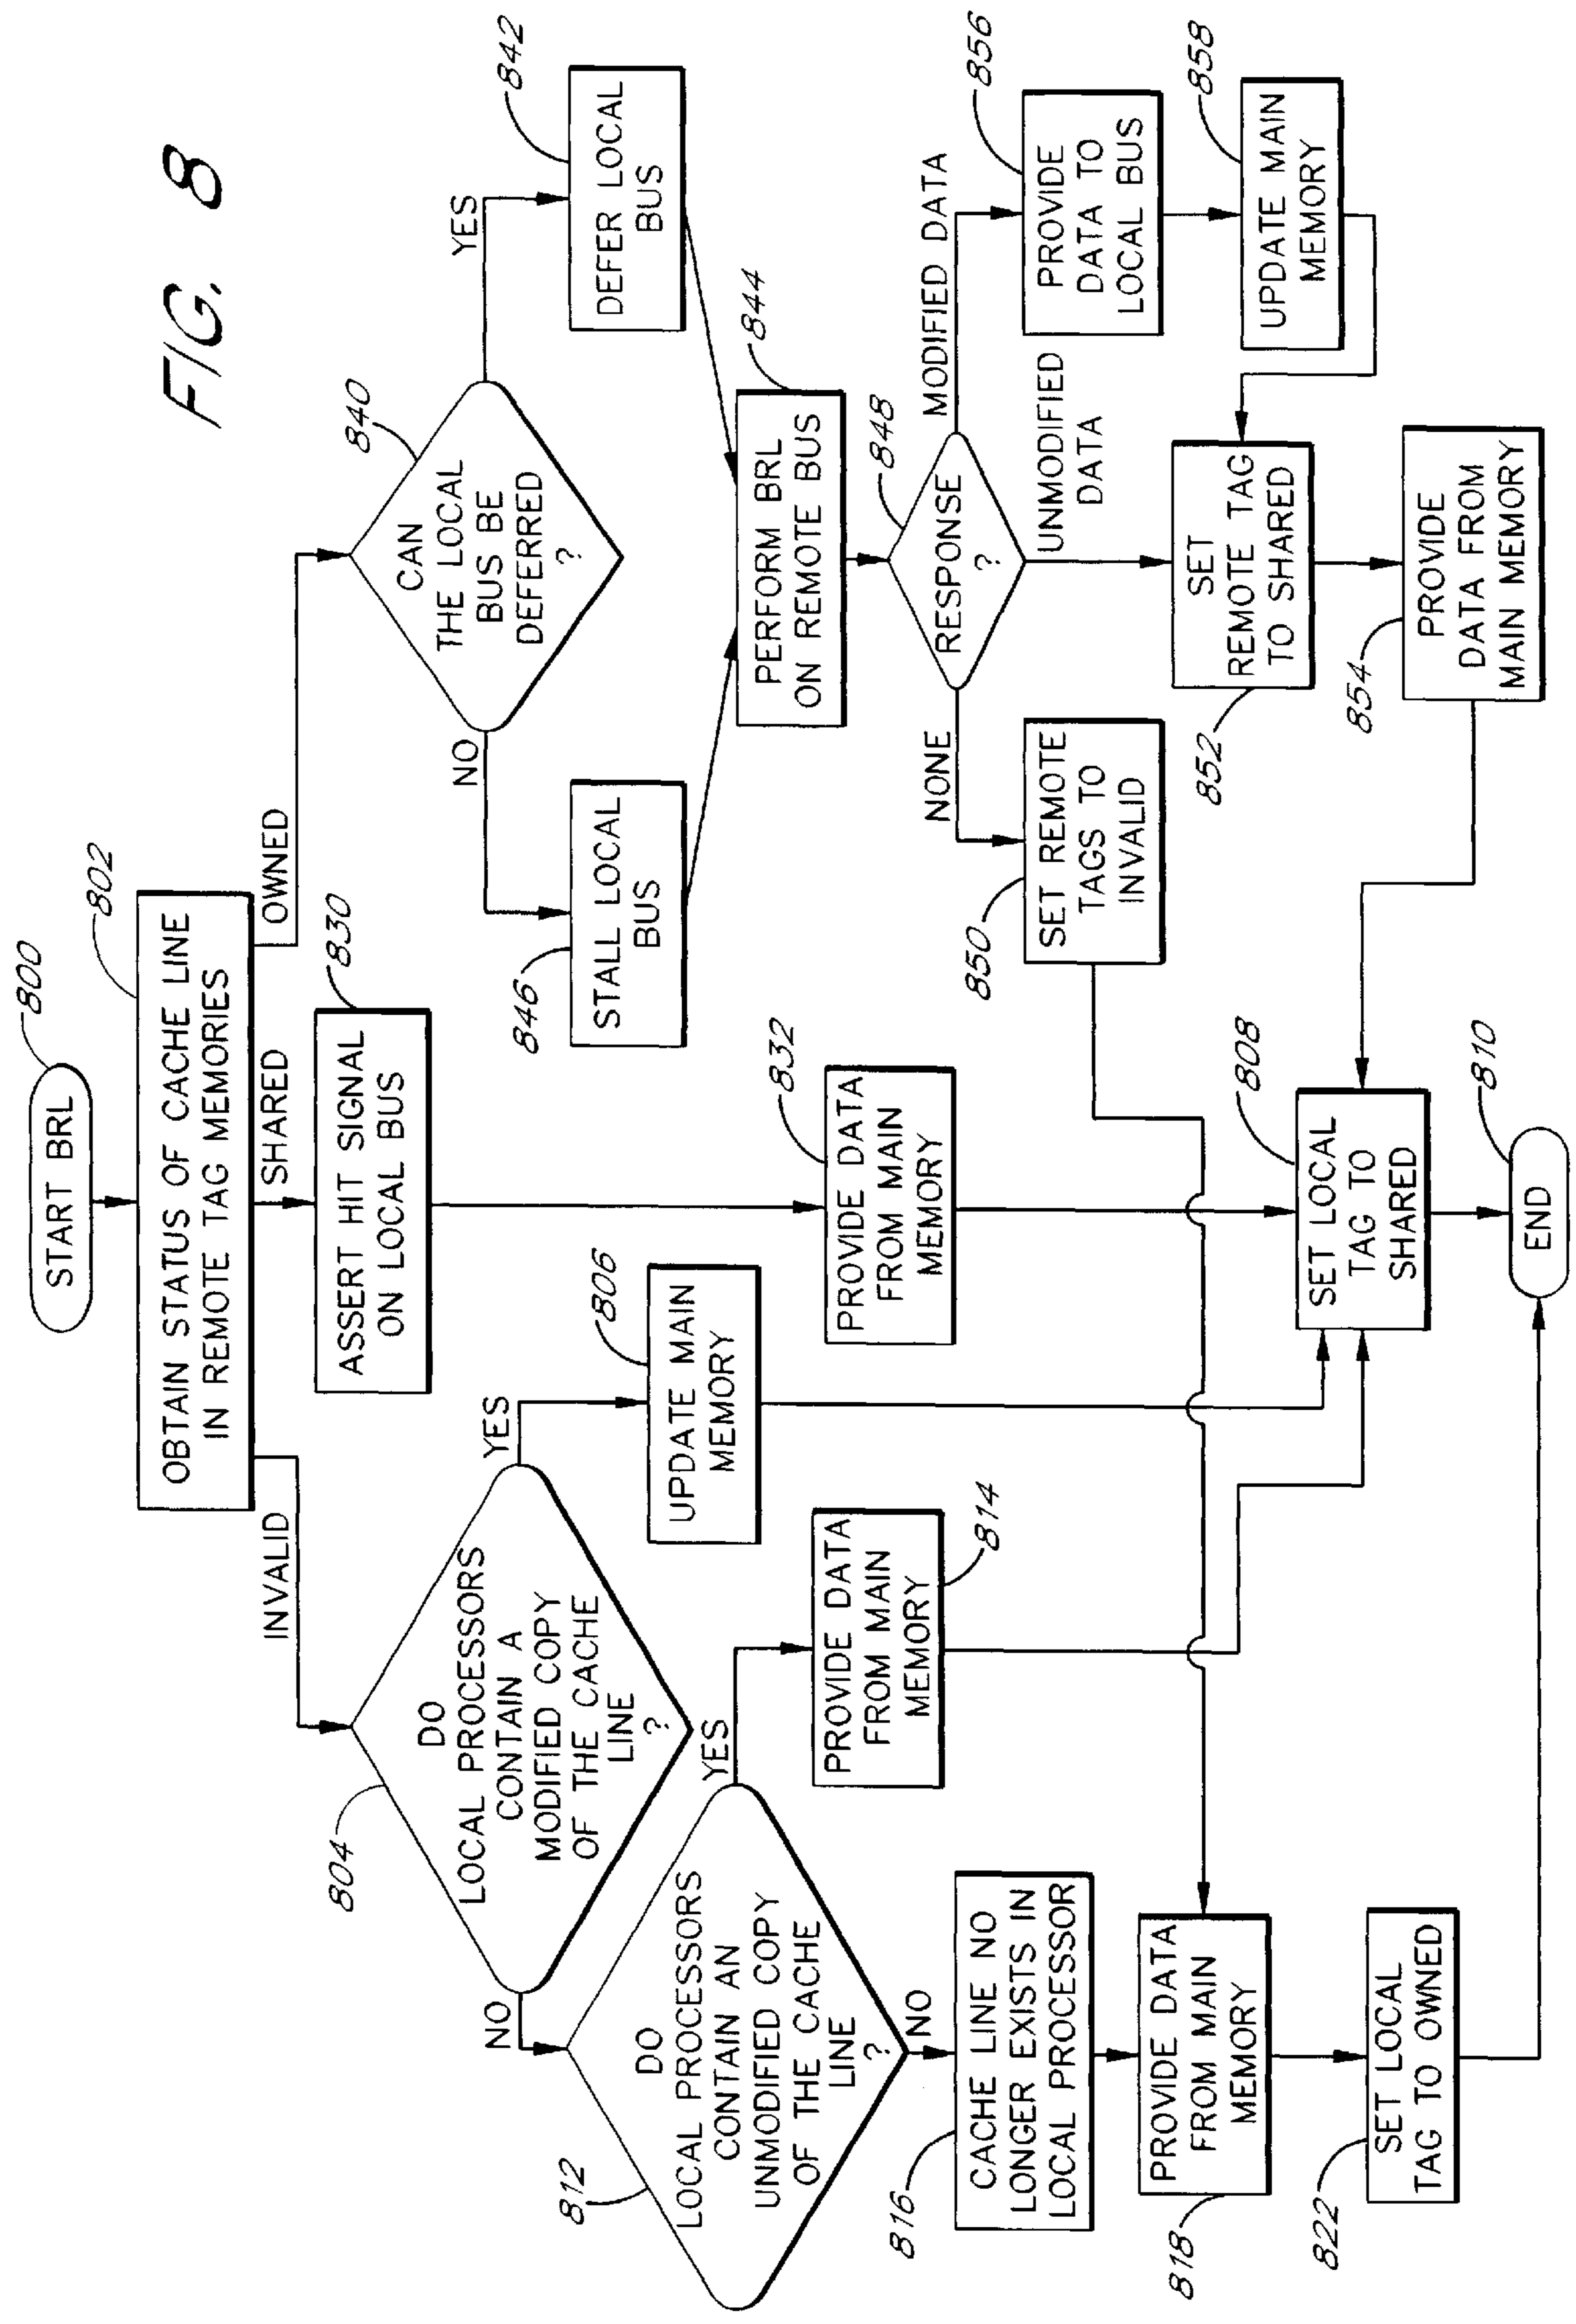 FIG. 8
START BRL
800
OBTAIN STATUS OF CACHE LINE
IN REMOTE TAG MEMORIES
802
INVALID
SHARED
OWNED
804
DO
LOCAL PROCESSORS
CONTAIN A
MODIFIED COPY
OF THE CACHE
LINE
?
NO
YES
ASSERT HIT SIGNAL
ON LOCAL BUS
830
840
CAN
THE LOCAL
BUS BE
DEFERRED
?
NO
YES
846
STALL LOCAL
BUS
842
DEFER LOCAL
BUS
812
DO
LOCAL PROCESSORS
CONTAIN AN
UNMODIFIED COPY
OF THE CACHE
LINE
?
YES
NO
806
UPDATE MAIN
MEMORY
PERFORM BRL
ON REMOTE BUS
844
PROVIDE DATA
FROM MAIN
MEMORY
814
PROVIDE DATA
FROM MAIN
MEMORY
832
RESPONSE
?
848
NONE
MODIFIED DATA
UNMODIFIED
DATA
816
CACHE LINE NO
LONGER EXISTS IN
LOCAL PROCESSOR
850
SET REMOTE
TAGS TO
INVALID
PROVIDE
DATA TO
LOCAL BUS
856
818
PROVIDE DATA
FROM MAIN
MEMORY
852
SET
REMOTE TAG
TO SHARED
UPDATE MAIN
MEMORY
858
SET LOCAL
TAG TO
SHARED
808
854
PROVIDE
DATA FROM
MAIN MEMORY
822
SET LOCAL
TAG TO OWNED
END
810